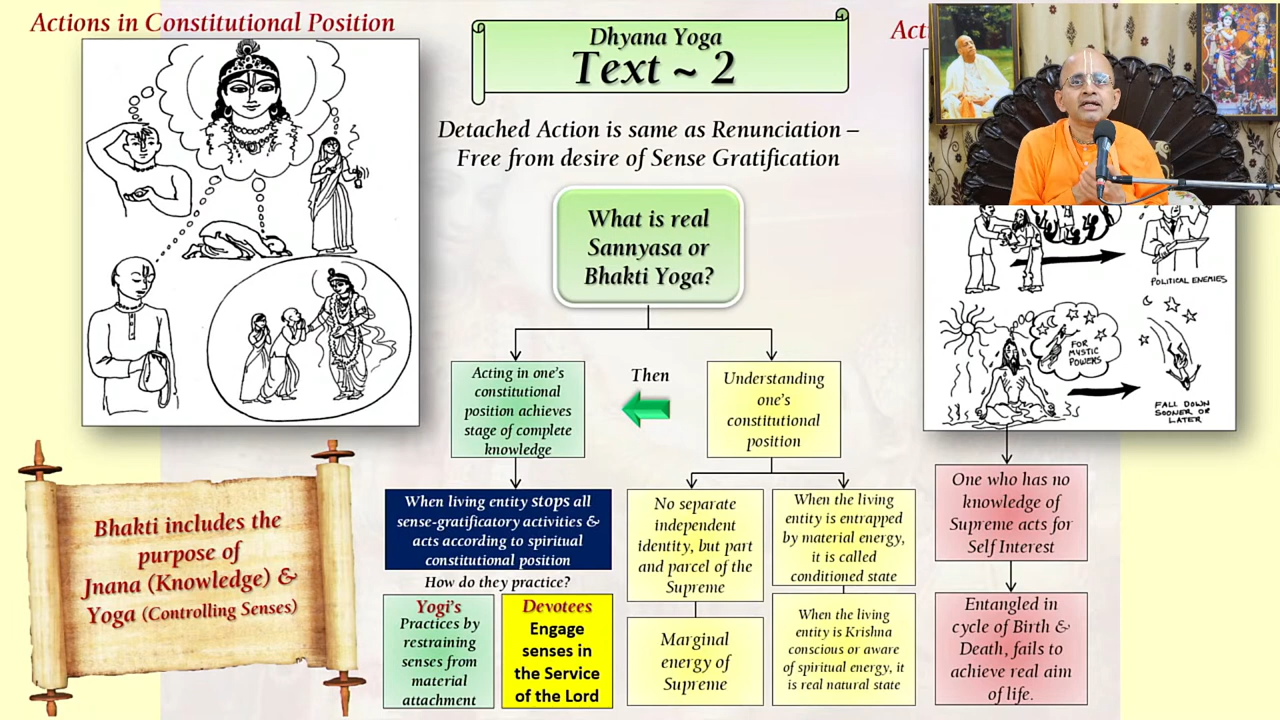 Actions in Constitutional Position
Dhyana Yoga
Text ~ 2
Detached Action is same as Renunciation –
Free from desire of Sense Gratification
What is real
Sannyasa or
Bhakti Yoga?
Acting in one's
constitutional
position achieves
stage of complete
knowledge
Then
Understanding
one's
constitutional
position
When living entity stops all
sense-gratificatory activities &
acts according to spiritual
constitutional position
How do they practice?
Yogi's
Practices by
restraining
senses from
material
attachment
Devotees
Engage
senses in
the Service
of the Lord
No separate
independent
identity, but part
and parcel of the
Supreme
Marginal
energy of
Supreme
When the living
entity is entrapped
by material energy,
it is called
conditioned state
When the living
entity is Krishna
conscious or aware
of spiritual energy, it
is real natural state
Bhakti includes the
purpose of
Jnana (Knowledge) &
Yoga (Controlling Senses)
POLITICAL ENEMIES
FOR
MYSTIC
POWERS
FALL DOWN
SOONER OR
LATER
One who has no
knowledge of
Supreme acts for
Self Interest
Entangled in
cycle of Birth &
Death, fails to
achieve real aim
of life.